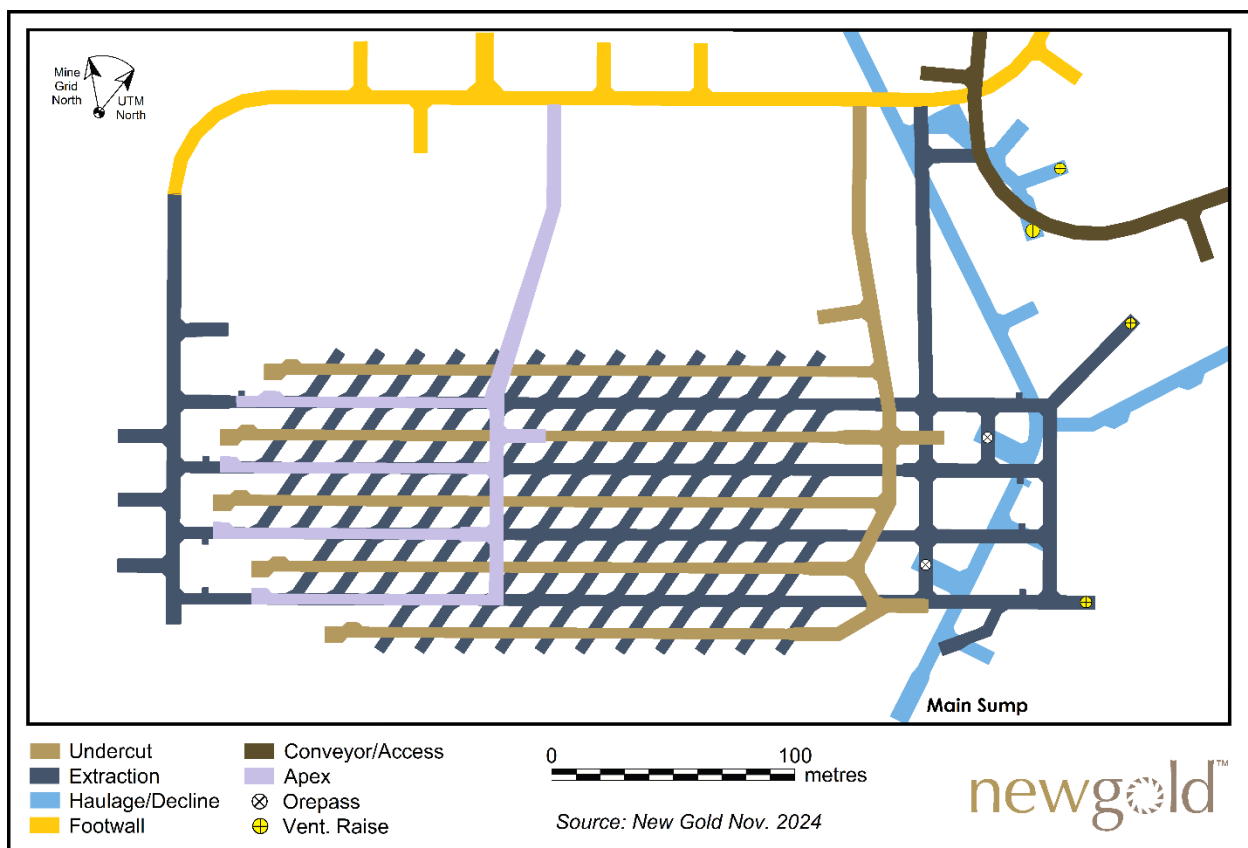 Mine
Grid
North
UTM
North
Main Sump
Undercut
Extraction
Haulage/Decline
Footwall
Conveyor/Access
Apex
Orepass
Vent. Raise
0 100
metres
Source: New Gold Nov. 2024
newgold™